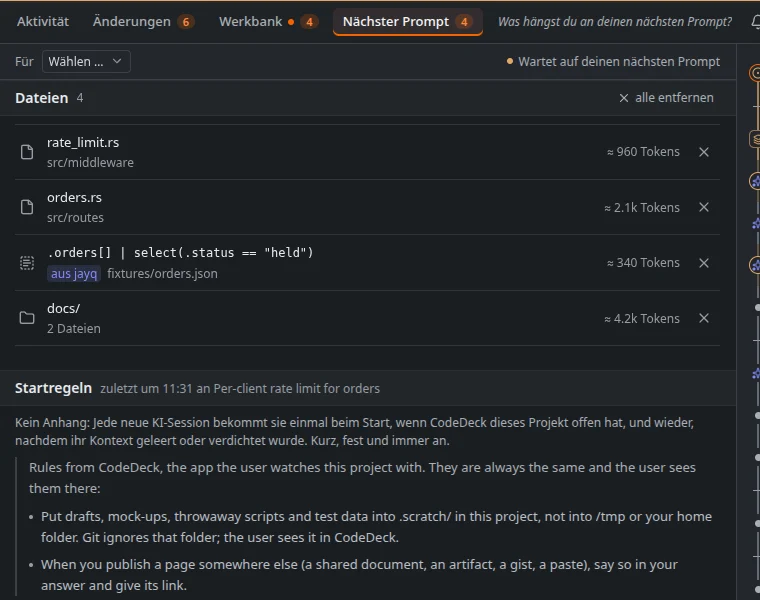 Aktivität Änderungen 6 Werkbank 4 Nächster Prompt 4 Was hängst du an deinen nächsten Prompt?
Für Wählen ... Wartet auf deinen nächsten Prompt
Dateien 4 alle entfernen
rate_limit.rs
src/middleware
≈ 960 Tokens
orders.rs
src/routes
≈ 2.1k Tokens
.orders[] | select(.status == "held")
aus jayq fixtures/orders.json
≈ 340 Tokens
docs/
2 Dateien
≈ 4.2k Tokens
Startregeln zuletzt um 11:31 an Per-client rate limit for orders
Kein Anhang: Jede neue KI-Session bekommt sie einmal beim Start, wenn CodeDeck dieses Projekt offen hat, und wieder,
nachdem ihr Kontext geleert oder verdichtet wurde. Kurz, fest und immer an.
Rules from CodeDeck, the app the user watches this project with. They are always the same and the user sees
them there:
• Put drafts, mock-ups, throwaway scripts and test data into .scratch/ in this project, not into /tmp or your home
folder. Git ignores that folder; the user sees it in CodeDeck.
• When you publish a page somewhere else (a shared document, an artifact, a gist, a paste), say so in your
answer and give its link.